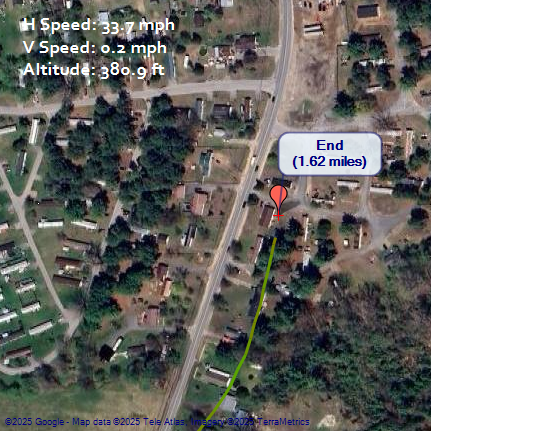 H Speed: 33.7 mph
V Speed: 0.2 mph
Altitude: 380.9 ft
End
(1.62 miles)
©2025 Google - Map data ©2025 Tele Atlas, Imagery ©2025 TerraMetrics